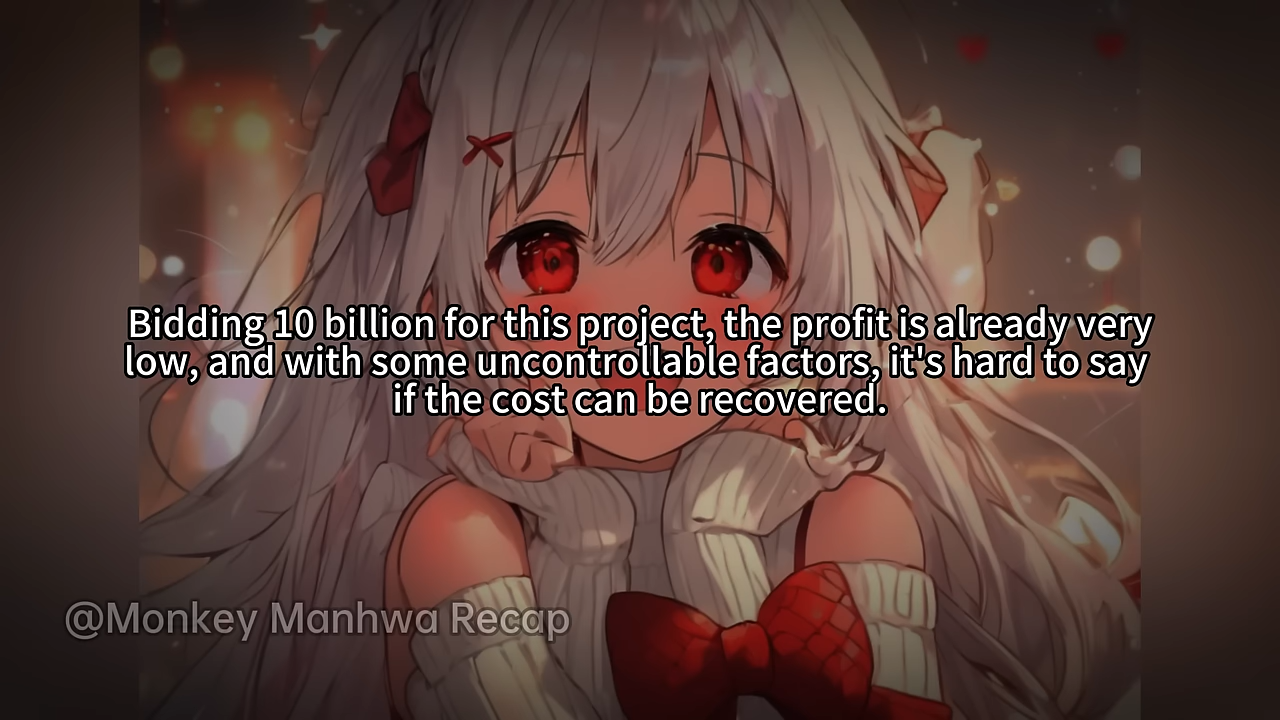 Bidding 10 billion for this project, the profit is already very
low, and with some uncontrollable factors, it's hard to say
if the cost can be recovered.
@Monkey Manhwa Recap